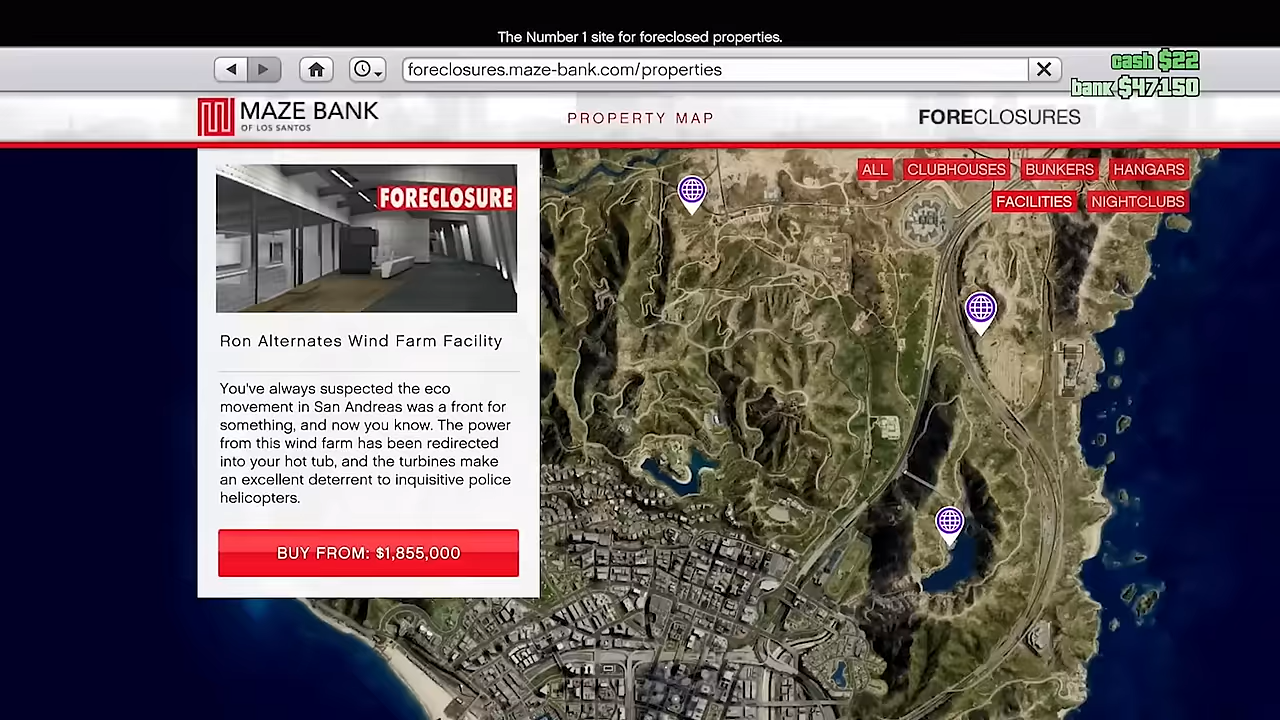 The Number 1 site for foreclosed properties.
foreclosures.maze-bank.com/properties
cash $22
bank $47150
MAZE BANK
OF LOS SANTOS
PROPERTY MAP
FORECLOSURES
FORECLOSURE
ALL
CLUBHOUSES
BUNKERS
HANGARS
FACILITIES
NIGHTCLUBS
Ron Alternates Wind Farm Facility
You've always suspected the eco
movement in San Andreas was a front for
something, and now you know. The power
from this wind farm has been redirected
into your hot tub, and the turbines make
an excellent deterrent to inquisitive police
helicopters.
BUY FROM: $1,855,000